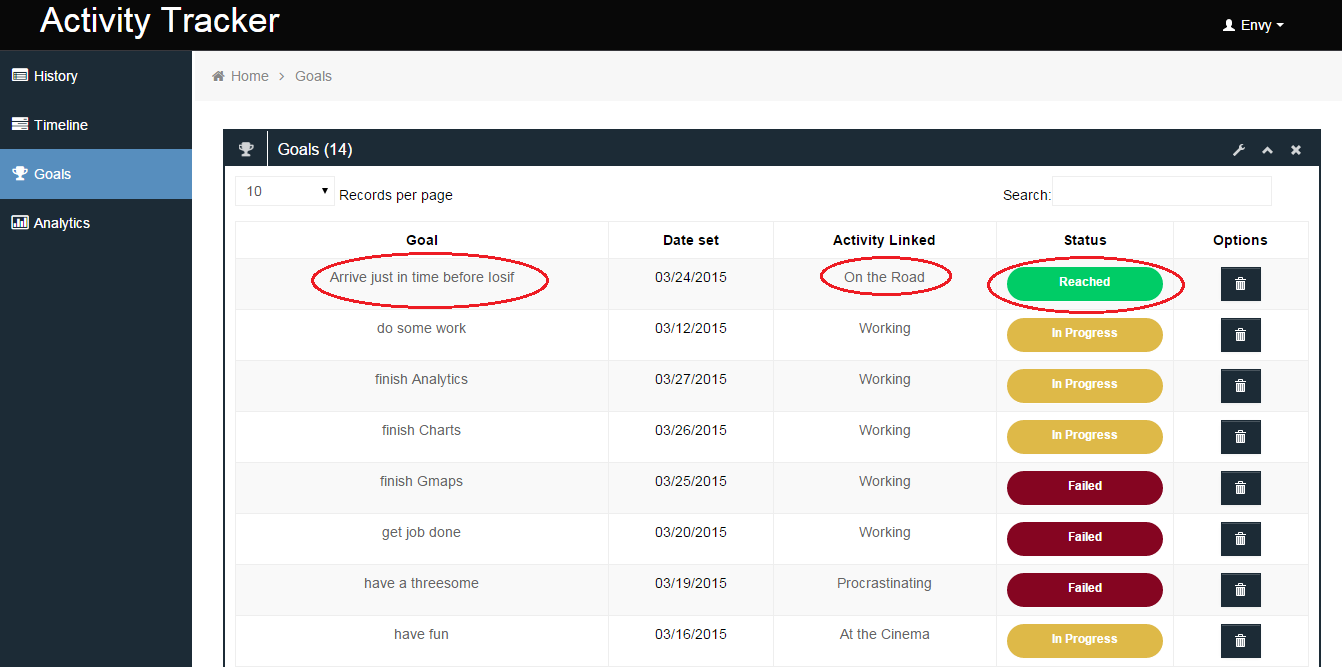 Activity Tracker
Envy
History
Timeline
Goals
Analytics
Home > Goals
Goals (14)
10 Records per page Search:
Goal Date set Activity Linked Status Options
Arrive just in time before Iosif 03/24/2015 On the Road Reached
do some work 03/12/2015 Working In Progress
finish Analytics 03/27/2015 Working In Progress
finish Charts 03/26/2015 Working In Progress
finish Gmaps 03/25/2015 Working Failed
get job done 03/20/2015 Working Failed
have a threesome 03/19/2015 Procrastinating Failed
have fun 03/16/2015 At the Cinema In Progress